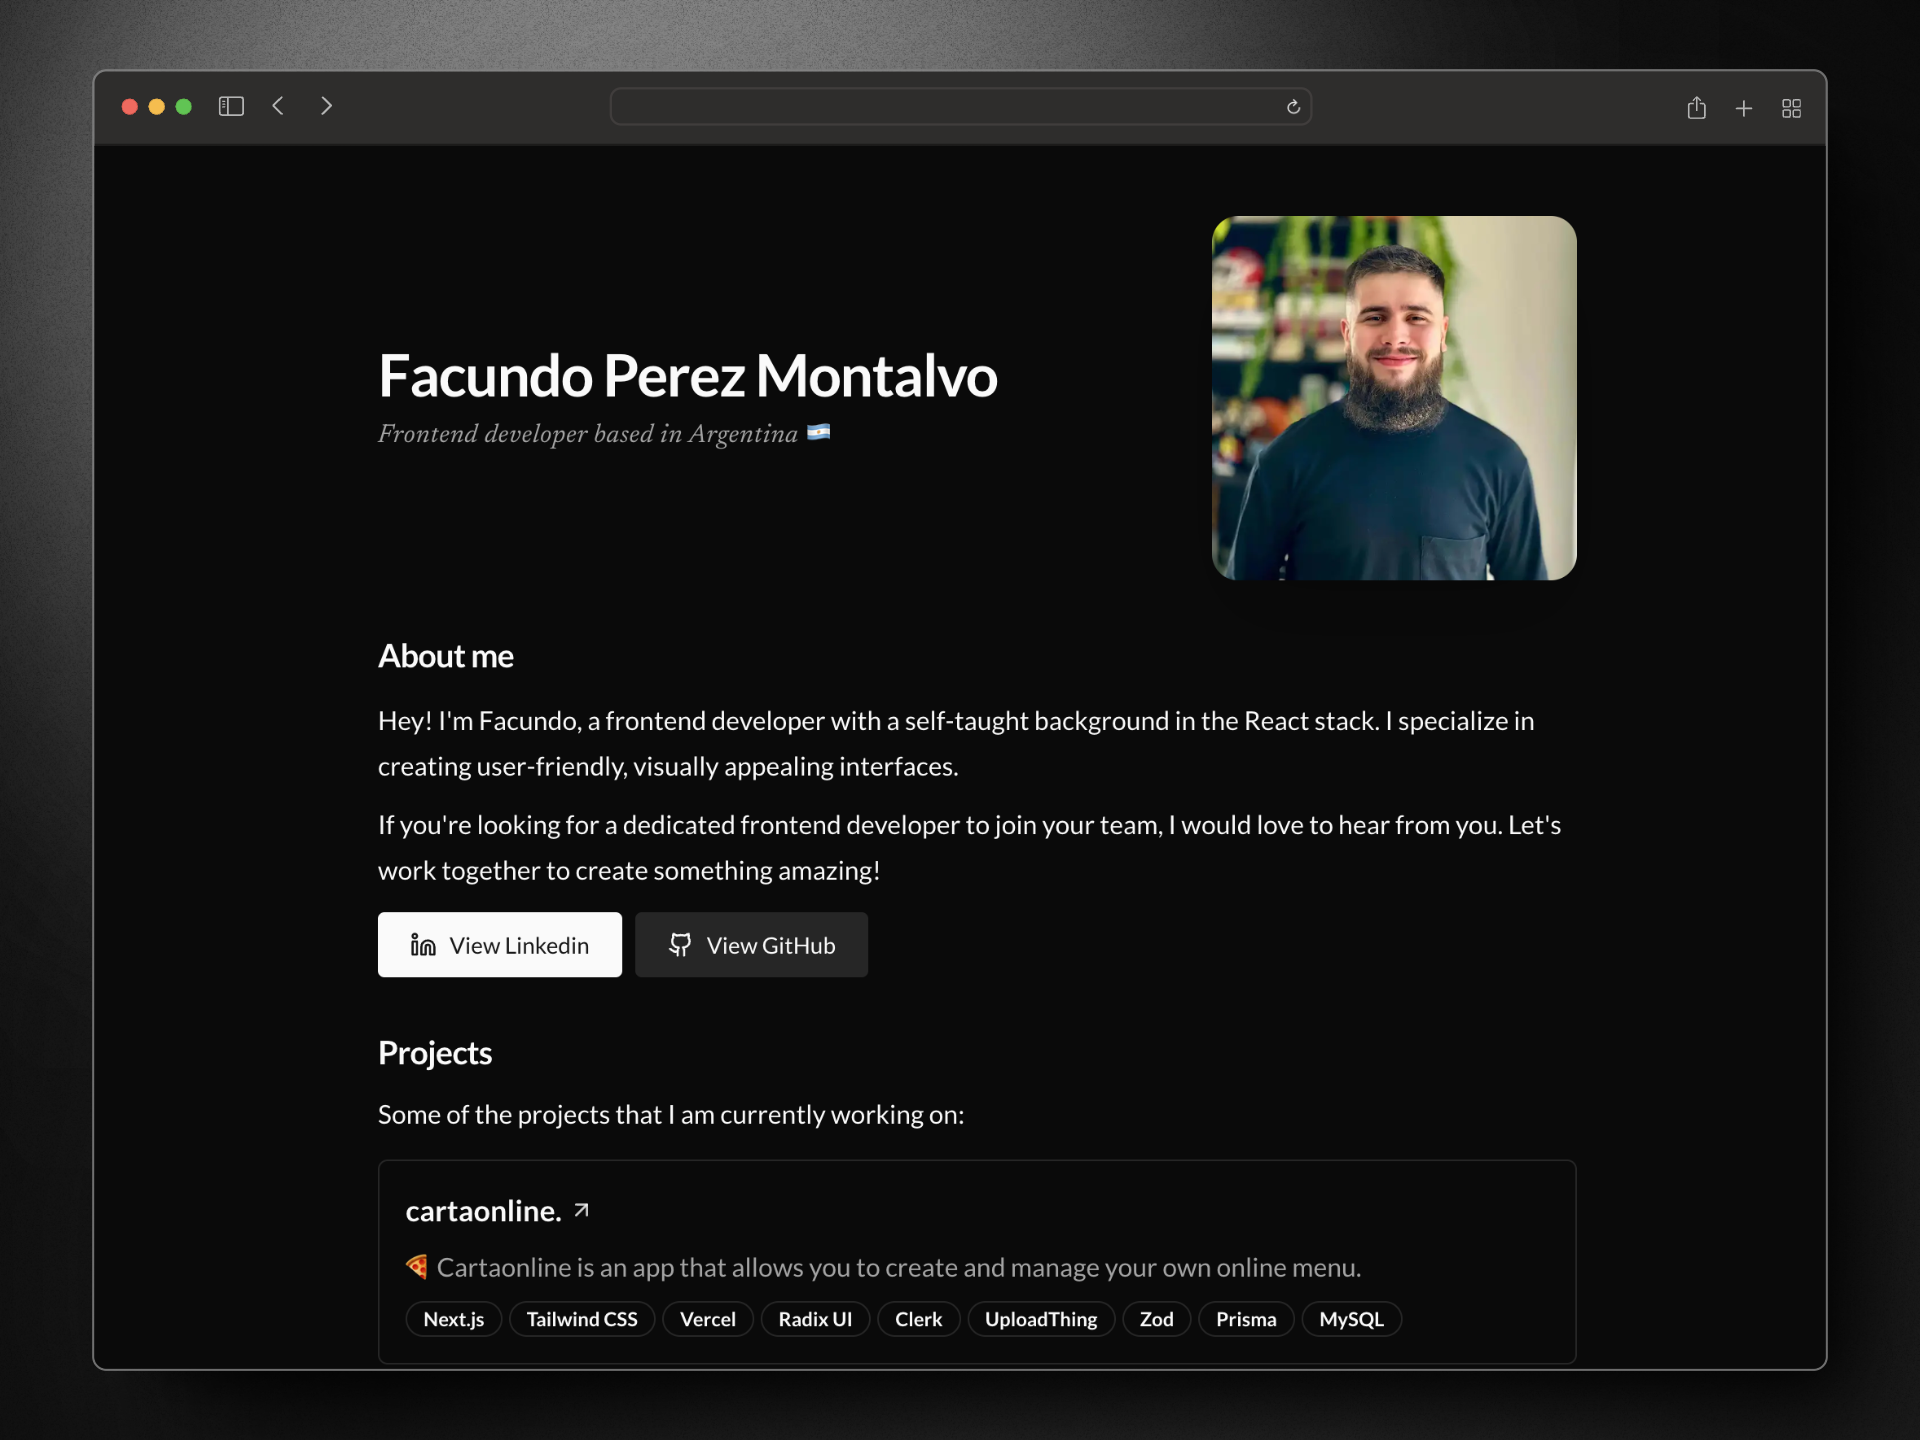 Facundo Perez Montalvo
Frontend developer based in Argentina 🇦🇷
About me
Hey! I'm Facundo, a frontend developer with a self-taught background in the React stack. I specialize in
creating user-friendly, visually appealing interfaces.
If you're looking for a dedicated frontend developer to join your team, I would love to hear from you. Let's
work together to create something amazing!
View Linkedin
View GitHub
Projects
Some of the projects that I am currently working on:
cartaonline.
🍕 Cartaonline is an app that allows you to create and manage your own online menu.
Next.js Tailwind CSS Vercel Radix UI Clerk UploadThing Zod Prisma MySQL